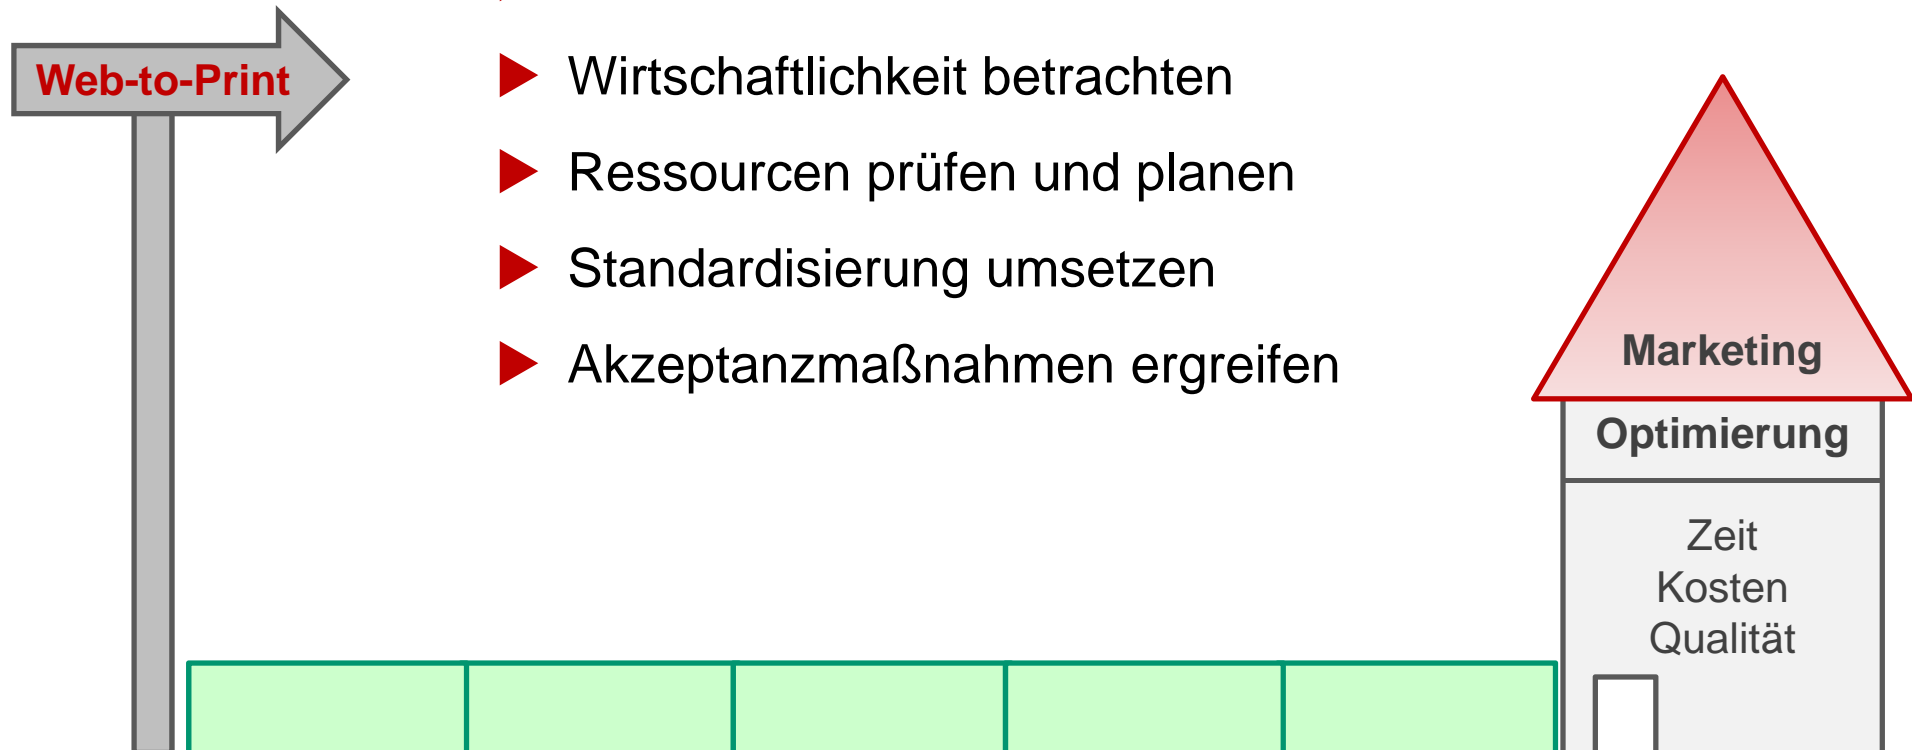 Web-to-Print
Wirtschaftlichkeit betrachten
Ressourcen prüfen und planen
Standardisierung umsetzen
Akzeptanzmaßnahmen ergreifen
Marketing
Optimierung
Zeit
Kosten
Qualität